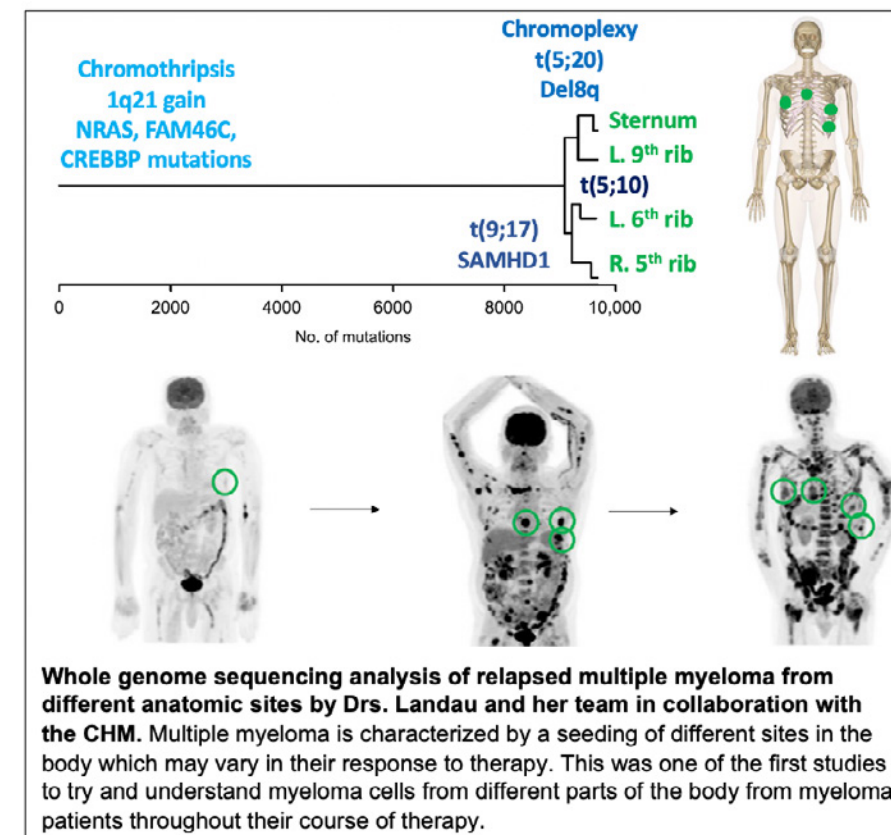 Chromoplexy
t(5;20)
Del8q
Chromothripsis
1q21 gain
NRAS, FAM46C,
CREBBP mutations
Sternum
L. 9th rib
t(5;10)
L. 6th rib
t(9;17)
SAMHD1
R. 5th rib
0 2000 4000 6000 8000 10,000
No. of mutations
Whole genome sequencing analysis of relapsed multiple myeloma from
different anatomic sites by Drs. Landau and her team in collaboration with
the CHM. Multiple myeloma is characterized by a seeding of different sites in the
body which may vary in their response to therapy. This was one of the first studies
to try and understand myeloma cells from different parts of the body from myeloma
patients throughout their course of therapy.